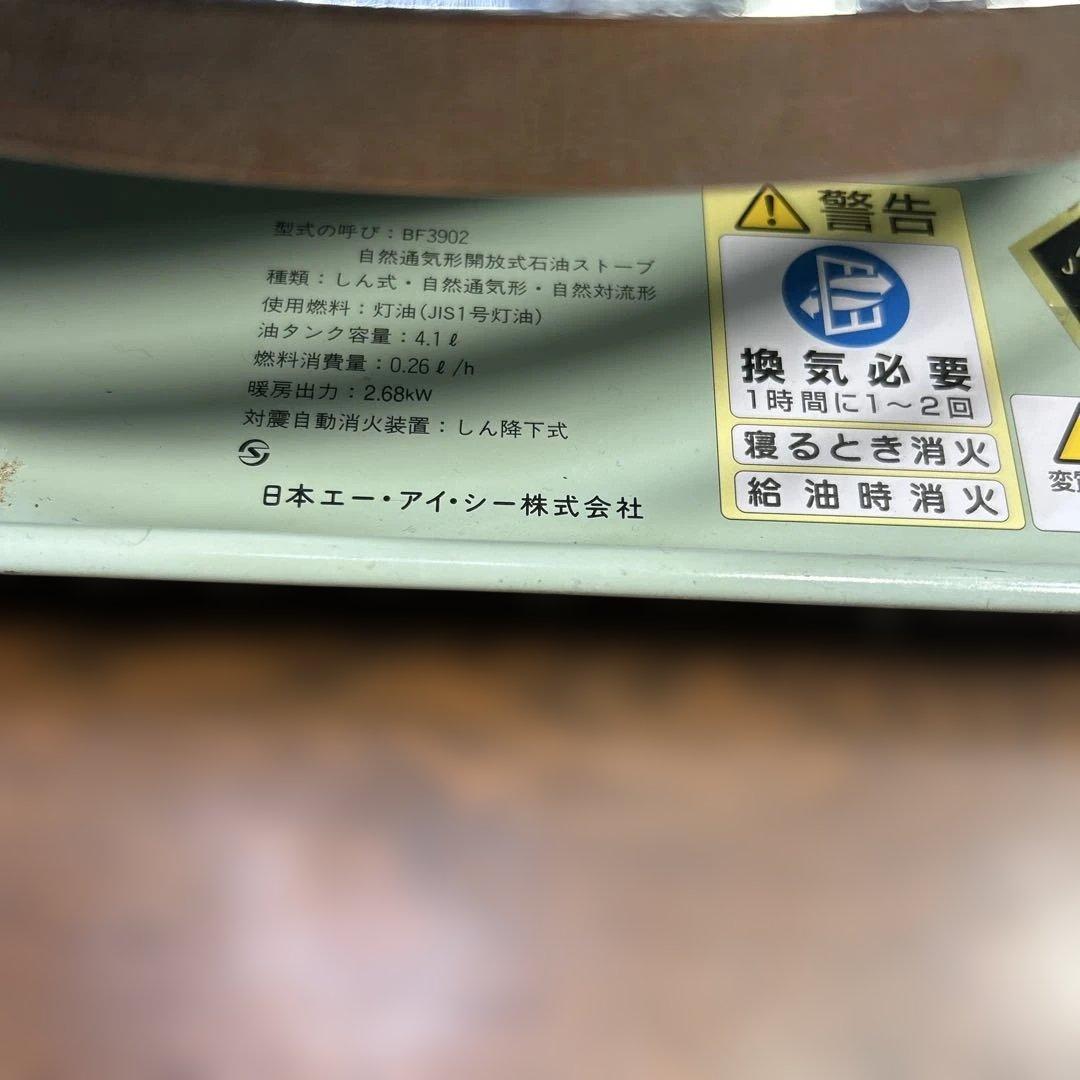 型式の呼び：BF3902
自然通気形開放式石油ストーブ
種類：しん式・自然通気形・自然対流形
使用燃料：灯油(JIS1号灯油)
油タンク容量：4.1ℓ
燃料消費量：0.26ℓ/h
暖房出力：2.68kW
対震自動消火装置：しん降下式
日本エー・アイ・シー株式会社
警告
換気必要
1時間に1～2回
寝るとき消火
給油時消火
変質